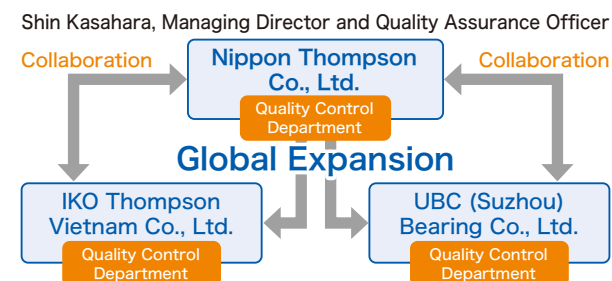 Shin Kasahara, Managing Director and Quality Assurance Officer
Collaboration
Nippon Thompson
Co., Ltd.
Collaboration
Quality Control
Department
Global Expansion
IKO Thompson
Vietnam Co., Ltd.
Quality Control
Department
UBC (Suzhou)
Bearing Co., Ltd.
Quality Control
Department